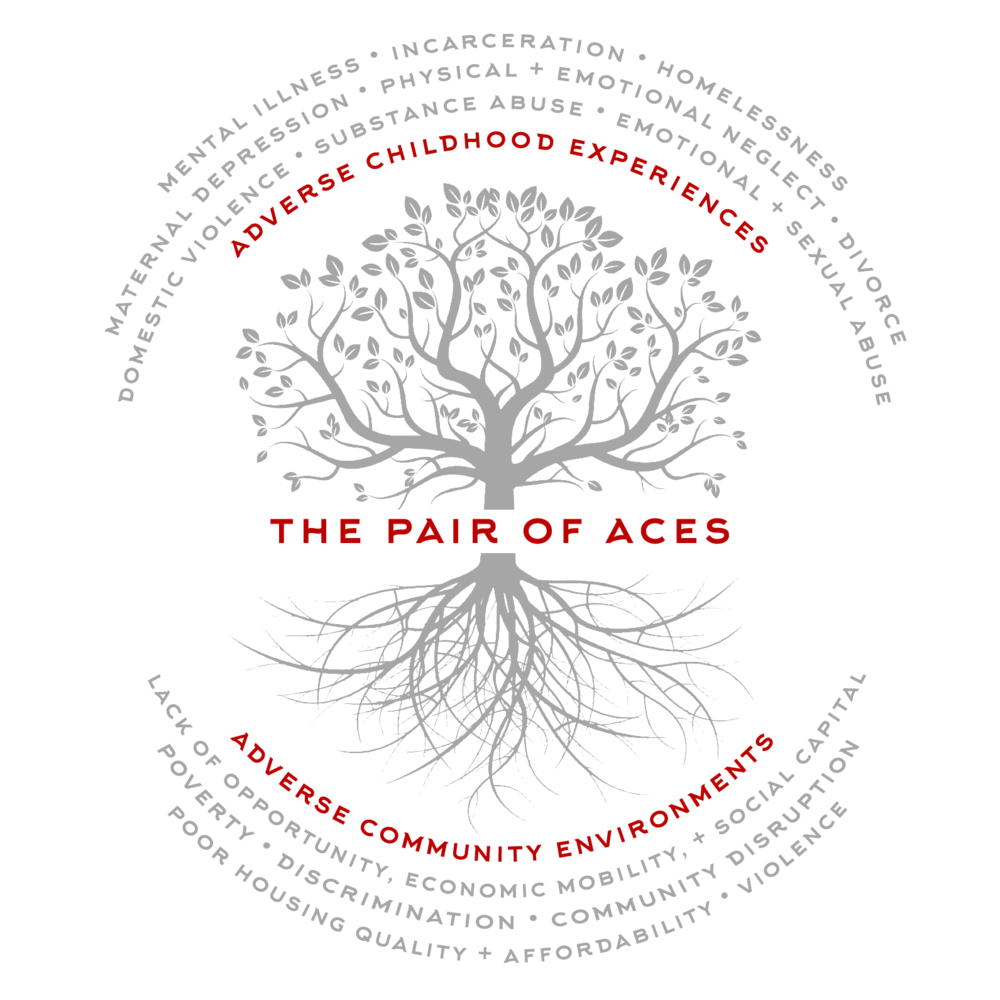 MENTAL ILLNESS • INCARCERATION • HOMELESSNESS
MATERNAL DEPRESSION • PHYSICAL + EMOTIONAL NEGLECT • DIVORCE
DOMESTIC VIOLENCE • SUBSTANCE ABUSE • EMOTIONAL + SEXUAL ABUSE
ADVERSE CHILDHOOD EXPERIENCES
THE PAIR OF ACES
ADVERSE COMMUNITY ENVIRONMENTS
LACK OF OPPORTUNITY, ECONOMIC MOBILITY, + SOCIAL CAPITAL
POVERTY • DISCRIMINATION • COMMUNITY DISRUPTION
POOR HOUSING QUALITY + AFFORDABILITY • VIOLENCE